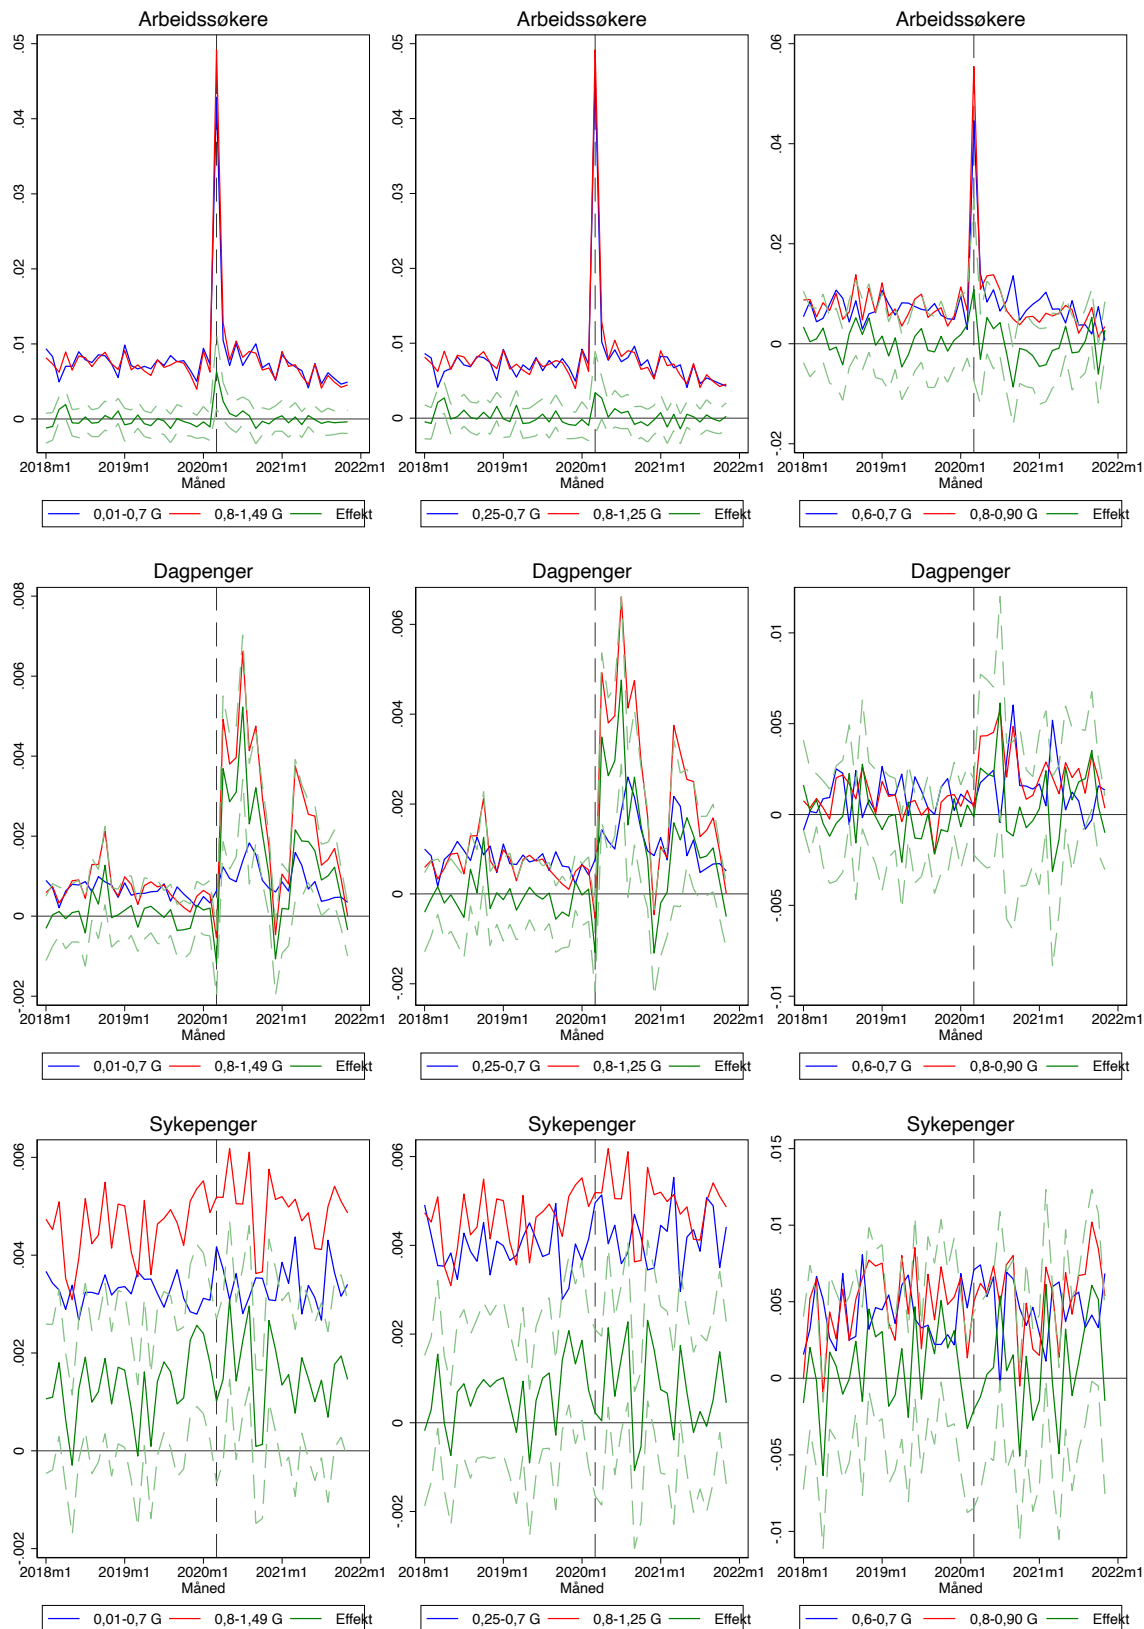 Arbeidssøkere Arbeidssøkere Arbeidssøkere
.05 .05 .06
.04 .04 .04
.03 .03
.02 .02 .02
.01 .01
0 0 0
-.02
2018m1 2019m1 2020m1 2021m1 2022m1 2018m1 2019m1 2020m1 2021m1 2022m1 2018m1 2019m1 2020m1 2021m1 2022m1
Måned Måned Måned
0,01-0,7 G 0,8-1,49 G Effekt 0,25-0,7 G 0,8-1,25 G Effekt 0,6-0,7 G 0,8-0,90 G Effekt
Dagpenger Dagpenger Dagpenger
.008
.006 .006 .01
.004 .004 .005
.002 .002
0 0 0
-.005
-.002 -.002 -.01
2018m1 2019m1 2020m1 2021m1 2022m1 2018m1 2019m1 2020m1 2021m1 2022m1 2018m1 2019m1 2020m1 2021m1 2022m1
Måned Måned Måned
0,01-0,7 G 0,8-1,49 G Effekt 0,25-0,7 G 0,8-1,25 G Effekt 0,6-0,7 G 0,8-0,90 G Effekt
Sykepenger Sykepenger Sykepenger
.006 .006 .015
.004 .004 .01
.002 .002 .005
0 0 0
-.005
-.002 -.002 -.01
2018m1 2019m1 2020m1 2021m1 2022m1 2018m1 2019m1 2020m1 2021m1 2022m1 2018m1 2019m1 2020m1 2021m1 2022m1
Måned Måned Måned
0,01-0,7 G 0,8-1,49 G Effekt 0,25-0,7 G 0,8-1,25 G Effekt 0,6-0,7 G 0,8-0,90 G Effekt